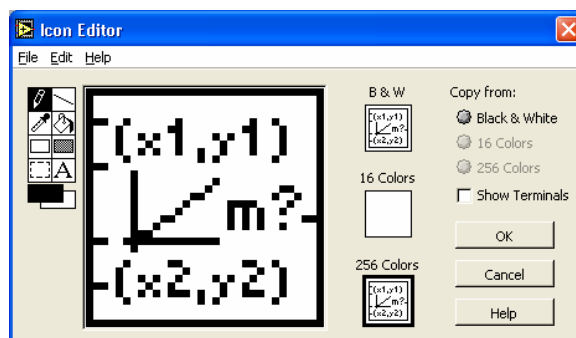 Icon Editor
File Edit Help
B & W
Copy from:
(x1,y1)
m?
(x2,y2)
(x1,y1)
m?
(x2,y2)
Black & White
16 Colors
256 Colors
Show Terminals
16 Colors
OK
256 Colors
(x1,y1)
m?
(x2,y2)
Cancel
Help
A